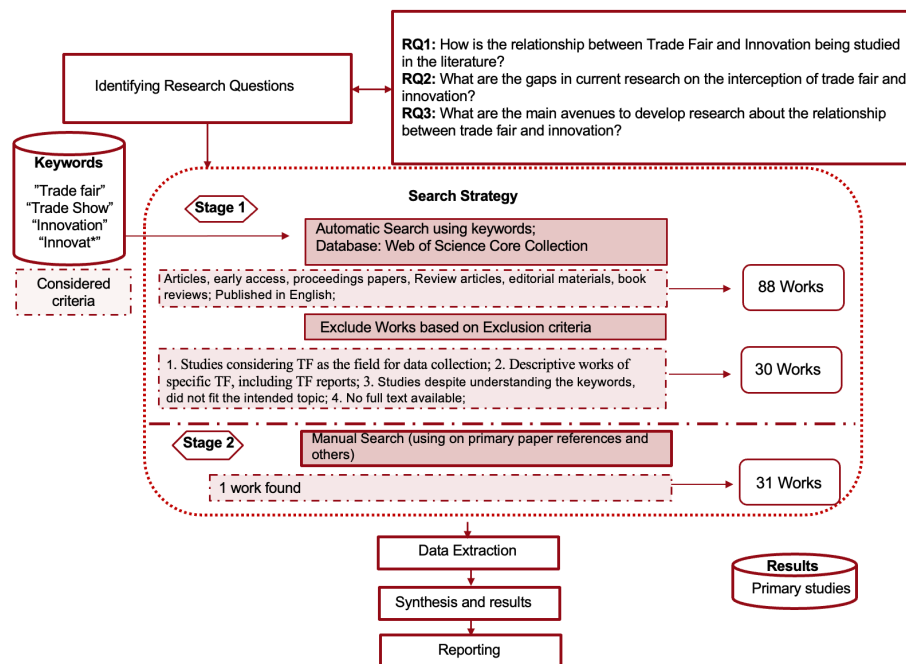 Identifying Research Questions
RQ1: How is the relationship between Trade Fair and Innovation being studied
in the literature?
RQ2: What are the gaps in current research on the interception of trade fair and
innovation?
RQ3: What are the main avenues to develop research about the relationship
between trade fair and innovation?
Keywords
"Trade fair"
“Trade Show”
“Innovation”
“Innovat*”
Considered
criteria
Search Strategy
Stage 1
Automatic Search using keywords;
Database: Web of Science Core Collection
Articles, early access, proceedings papers, Review articles, editorial materials, book
reviews; Published in English;
88 Works
Exclude Works based on Exclusion criteria
1. Studies considering TF as the field for data collection; 2. Descriptive works of
specific TF, including TF reports; 3. Studies despite understanding the keywords,
did not fit the intended topic; 4. No full text available;
30 Works
Stage 2
Manual Search (using on primary paper references and
others)
1 work found
31 Works
Data Extraction
Synthesis and results
Reporting
Results
Primary studies